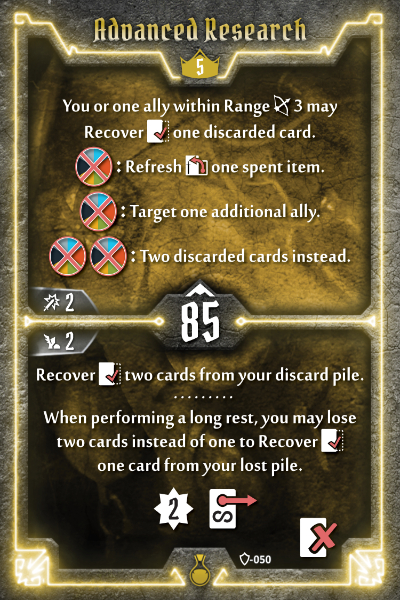 Advanced Research
5
You or one ally within Range 3 may
Recover one discarded card.
: Refresh one spent item.
: Target one additional ally.
: Two discarded cards instead.
2
85
2
Recover two cards from your discard pile.
.........
When performing a long rest, you may lose
two cards instead of one to Recover
one card from your lost pile.
2 S
-050